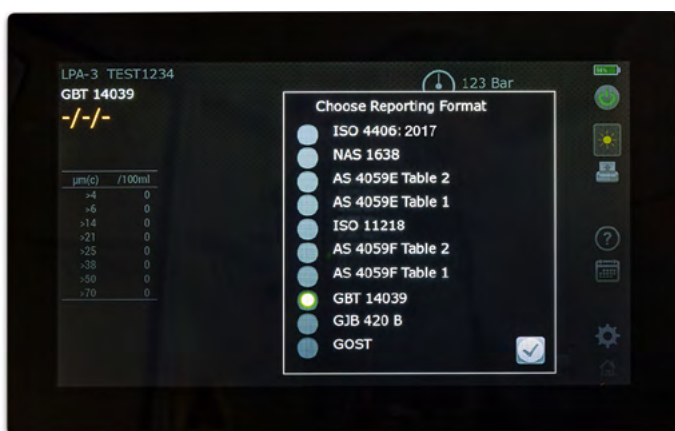 LPA-3 TEST1234
GBT 14039
-/-/-
123 Bar
µm(c) /100ml
>4 0
>6 0
>14 0
>21 0
>25 0
>38 0
>50 0
>70 0
Choose Reporting Format
ISO 4406: 2017
NAS 1638
AS 4059E Table 2
AS 4059E Table 1
ISO 11218
AS 4059F Table 2
AS 4059F Table 1
GBT 14039
GJB 420 B
GOST
?